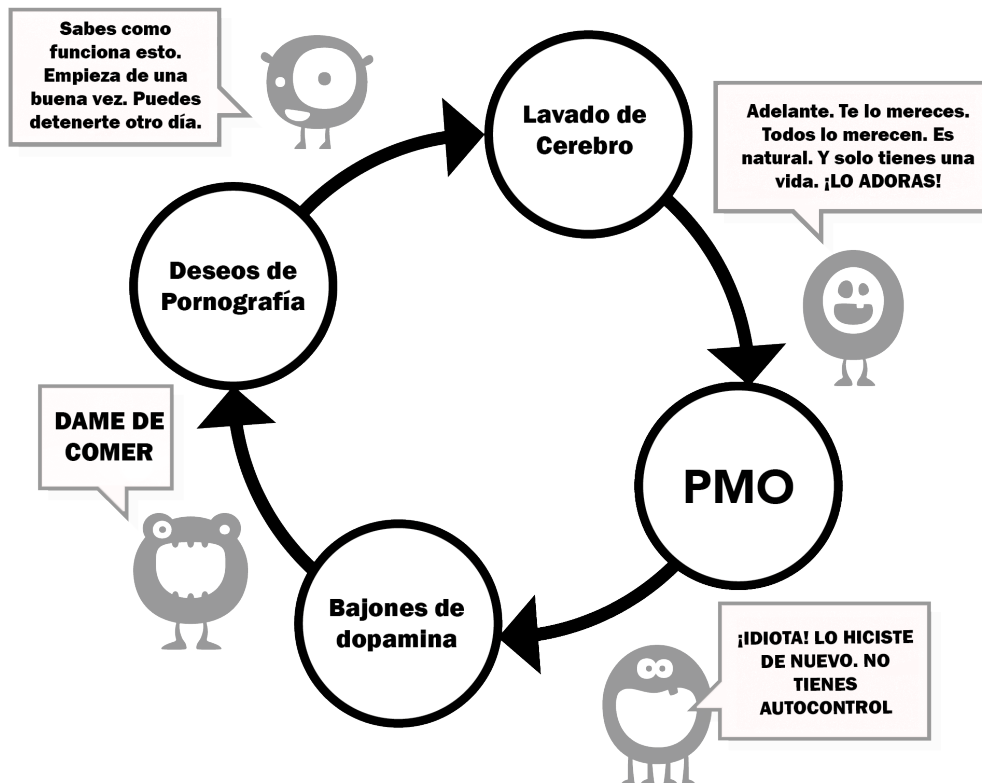 Sabes como
funciona esto.
Empieza de una
buena vez. Puedes
detenerte otro día.
Lavado de
Cerebro
Adelante. Te lo mereces.
Todos lo merecen. Es
natural. Y solo tienes una
vida. ¡LO ADORAS!
Deseos de
Pornografía
DAME DE
COMER
PMO
Bajones de
dopamina
¡IDIOTA! LO HICISTE
DE NUEVO. NO
TIENES
AUTOCONTROL